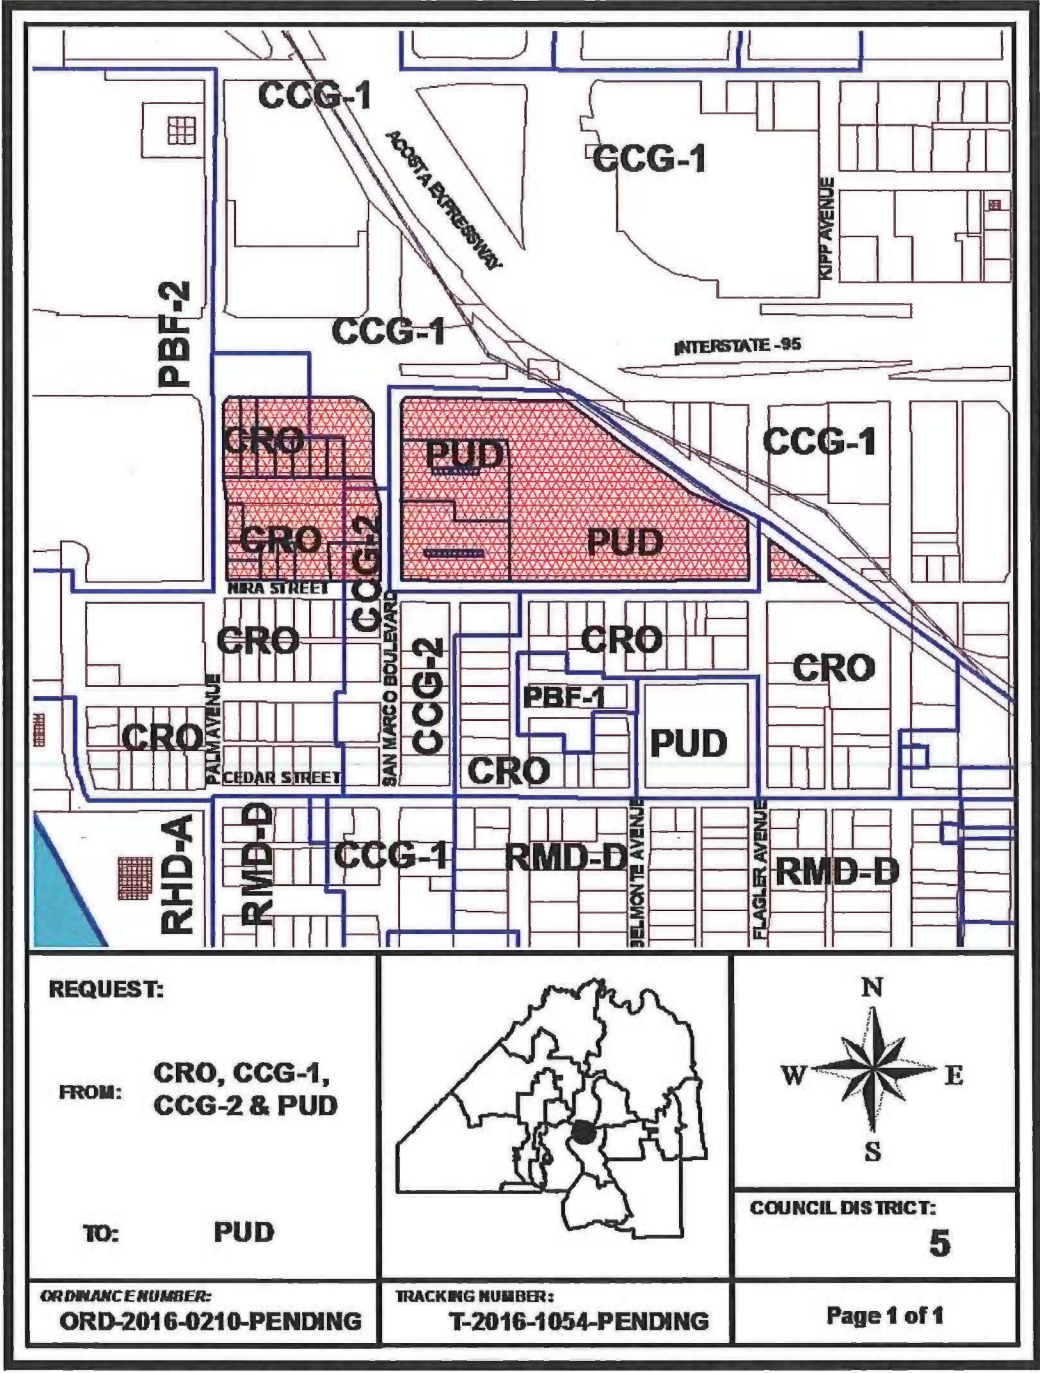 CCG-1
ACOSTA EXPRESSWAY
CCG-1
KIPP AVENUE
PBF-2
CCG-1
INTERSTATE -95
CRO
PUD
CCG-1
CRO
CCG-2
PUD
NIRA STREET
CRO
SAN MARCO BOULEVARD
CCG-2
CRO
CRO
PBF-1
PALM AVENUE
CRO
PUD
CRO
CEDAR STREET
RHD-A
RMD-D
CCG-1
RMD-D
BELMONTE AVENUE
FLAGLER AVENUE
RMD-D
REQUEST:
FROM:
CRO, CCG-1,
CCG-2 & PUD
TO:
PUD
N
W
E
S
COUNCIL DISTRICT:
5
ORDINANCE NUMBER:
ORD-2016-0210-PENDING
TRACKING NUMBER:
T-2016-1054-PENDING
Page 1 of 1